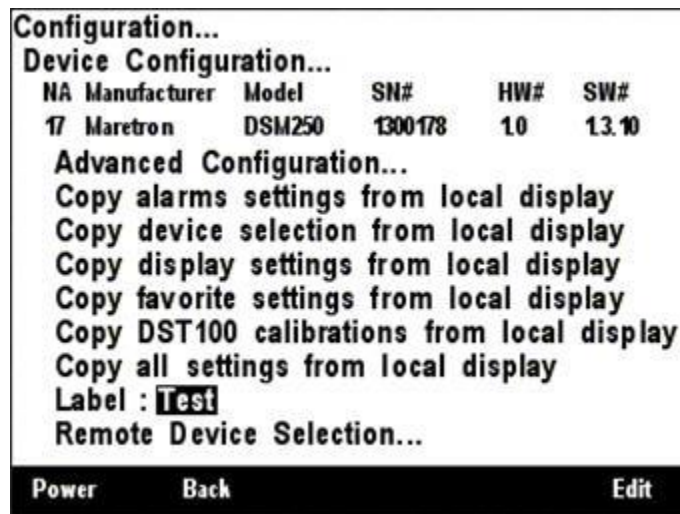 Configuration...
Device Configuration...
NA Manufacturer Model SN# HW# SW#
17 Maretron DSM250 1300178 1.0 1.3.10
Advanced Configuration...
Copy alarms settings from local display
Copy device selection from local display
Copy display settings from local display
Copy favorite settings from local display
Copy DST100 calibrations from local display
Copy all settings from local display
Label : Test
Remote Device Selection...
Power Back Edit